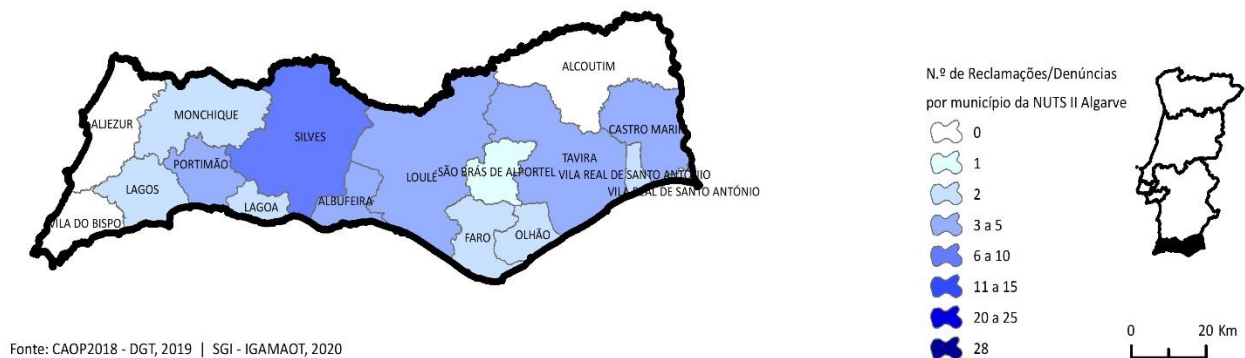 ALCOUTIM
MONCHIQUE
ALJEZUR
SILVES
CASTRO MARIM
PORTIMÃO
TAVIRA
LOULÉ
SÃO BRÁS DE ALPORTEL
VILA REAL DE SANTO ANTÓNIO
LAGOS
VILA REAL DE SANTO ANTÓNIO
LAGOA
ALBUFEIRA
VILA DO BISPO
FARO
OLHÃO
N.º de Reclamações/Denúncias
por município da NUTS II Algarve
0
1
2
3 a 5
6 a 10
11 a 15
20 a 25
28
0 20 Km
Fonte: CAOP2018 - DGT, 2019 | SGI - IGAMAOT, 2020